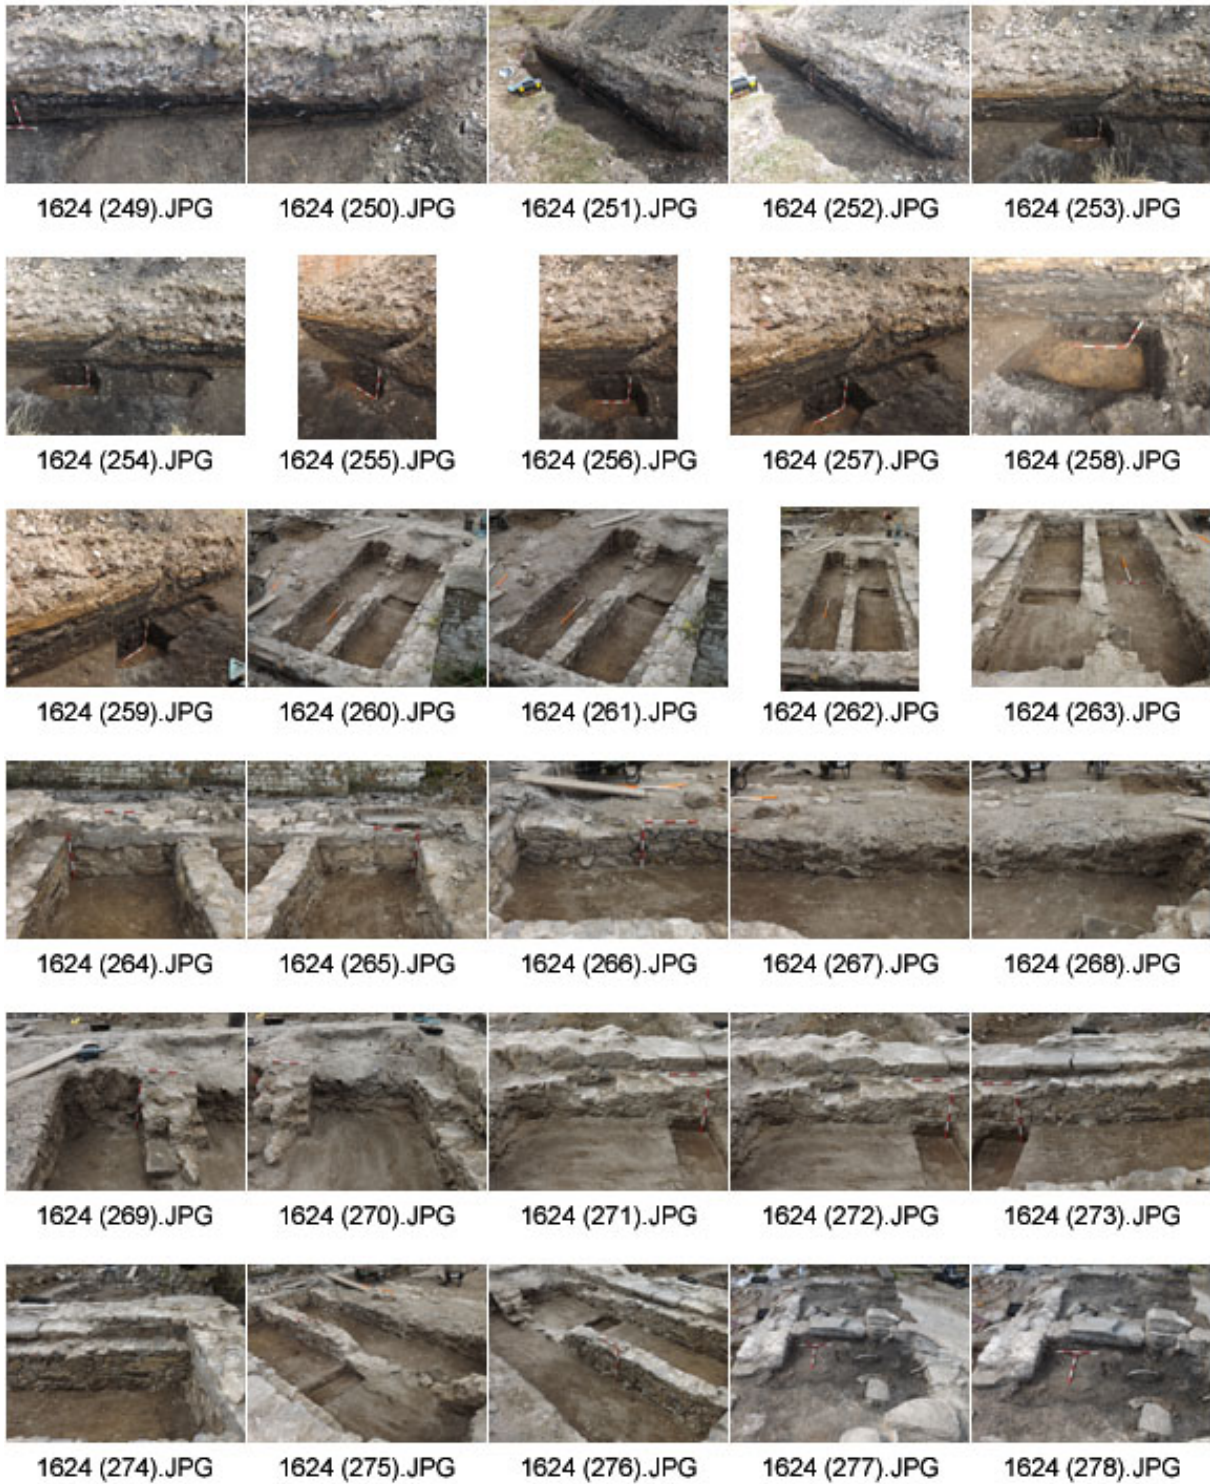 1624 (249).JPG 1624 (250).JPG 1624 (251).JPG 1624 (252).JPG 1624 (253).JPG
1624 (254).JPG 1624 (255).JPG 1624 (256).JPG 1624 (257).JPG 1624 (258).JPG
1624 (259).JPG 1624 (260).JPG 1624 (261).JPG 1624 (262).JPG 1624 (263).JPG
1624 (264).JPG 1624 (265).JPG 1624 (266).JPG 1624 (267).JPG 1624 (268).JPG
1624 (269).JPG 1624 (270).JPG 1624 (271).JPG 1624 (272).JPG 1624 (273).JPG
1624 (274).JPG 1624 (275).JPG 1624 (276).JPG 1624 (277).JPG 1624 (278).JPG